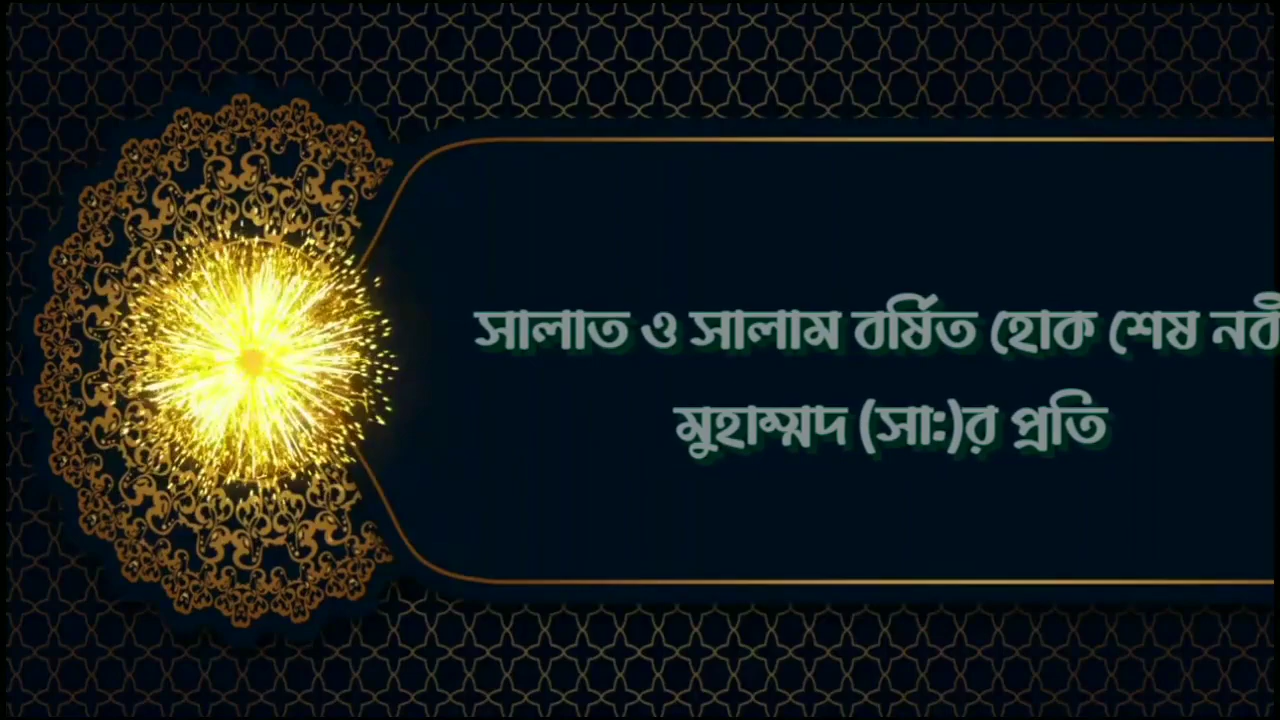 সালাত ও সালাম বর্ষিত হোক শেষ নবী
মুহাম্মদ (সাঃ)র প্রতি